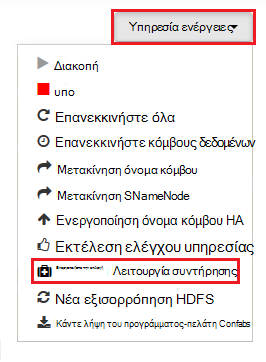 Υπηρεσία ενέργειες
Διακοπή
υπο
Επανεκκινήστε όλα
Επανεκκινήστε κόμβους δεδομένων
Μετακίνηση όνομα κόμβου
Μετακίνηση SNameNode
Ενεργοποίηση όνομα κόμβου HA
Εκτέλεση ελέγχου υπηρεσίας
Λειτουργία συντήρησης
Νέα εξισορρόπηση HDFS
Κάντε λήψη του προγράμματος-πελάτη Confabs